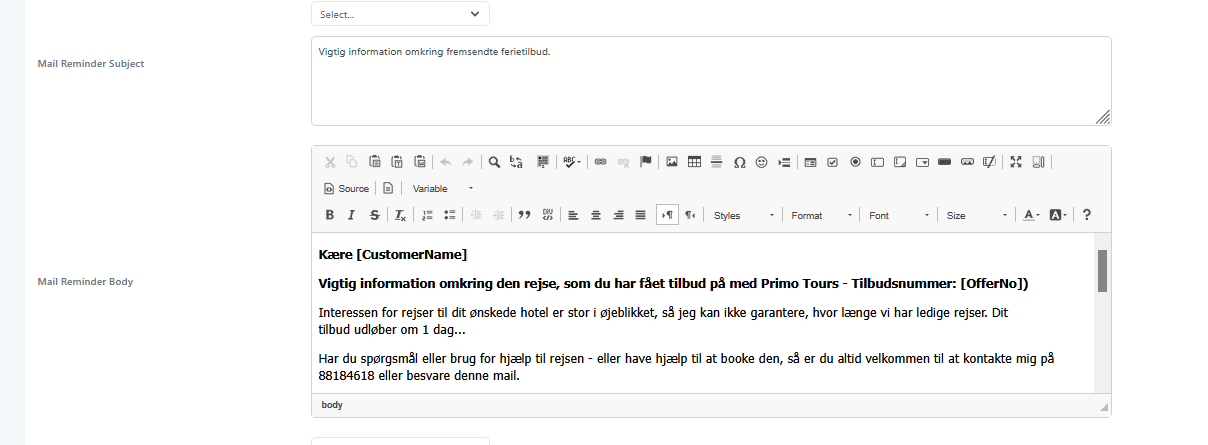 Select...
Mail Reminder Subject
Vigtig information omkring fremsendte ferietilbud.
Source
Variable
Styles
Format
Font
Size
Mail Reminder Body
Kære [CustomerName]
Vigtig information omkring den rejse, som du har fået tilbud på med Primo Tours - Tilbudsnummer: [OfferNo])
Interessen for rejser til dit ønskede hotel er stor i øjeblikket, så jeg kan ikke garantere, hvor længe vi har ledige rejser. Dit
tilbud udløber om 1 dag...
Har du spørgsmål eller brug for hjælp til rejsen - eller have hjælp til at booke den, så er du altid velkommen til at kontakte mig på
88184618 eller besvare denne mail.
body